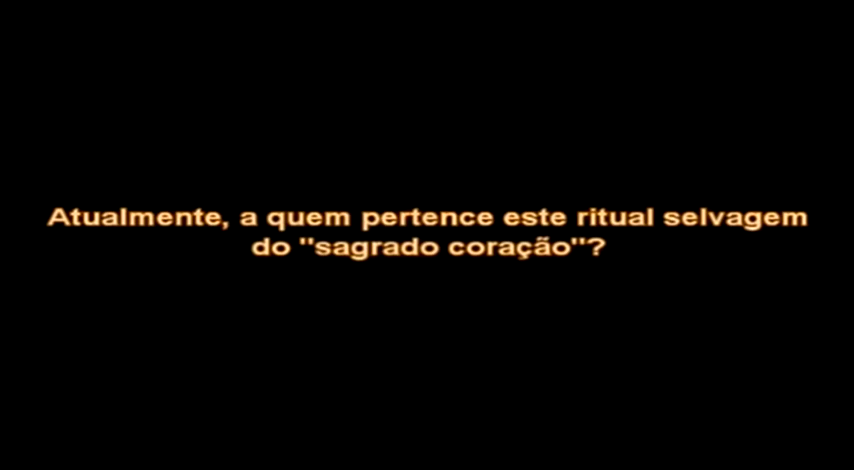 Atualmente, a quem pertence este ritual selvagem
do "sagrado coração"?